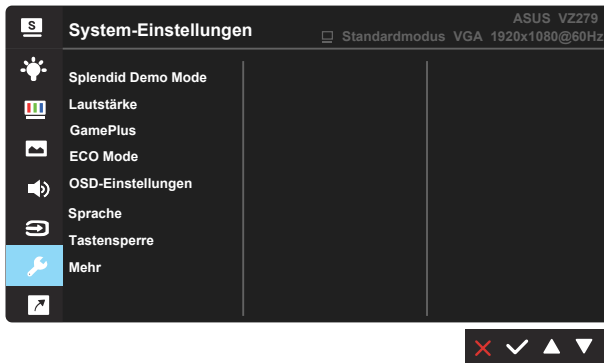 S
System-Einstellungen
ASUS VZ279
Standardmodus VGA 1920x1080@60Hz
Splendid Demo Mode
Lautstärke
GamePlus
ECO Mode
OSD-Einstellungen
Sprache
Tastensperre
Mehr